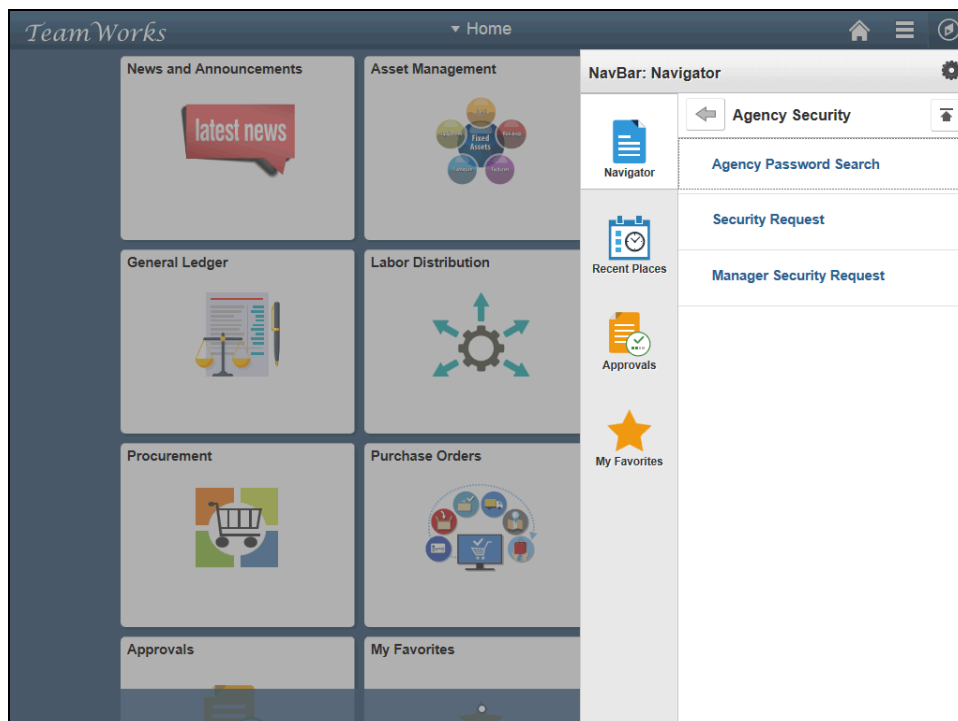 TeamWorks
Home
News and Announcements
latest news
Asset Management
Fixed
Assets
General Ledger
Labor Distribution
Procurement
Purchase Orders
Approvals
My Favorites
NavBar: Navigator
Navigator
Recent Places
Approvals
My Favorites
Agency Security
Agency Password Search
Security Request
Manager Security Request